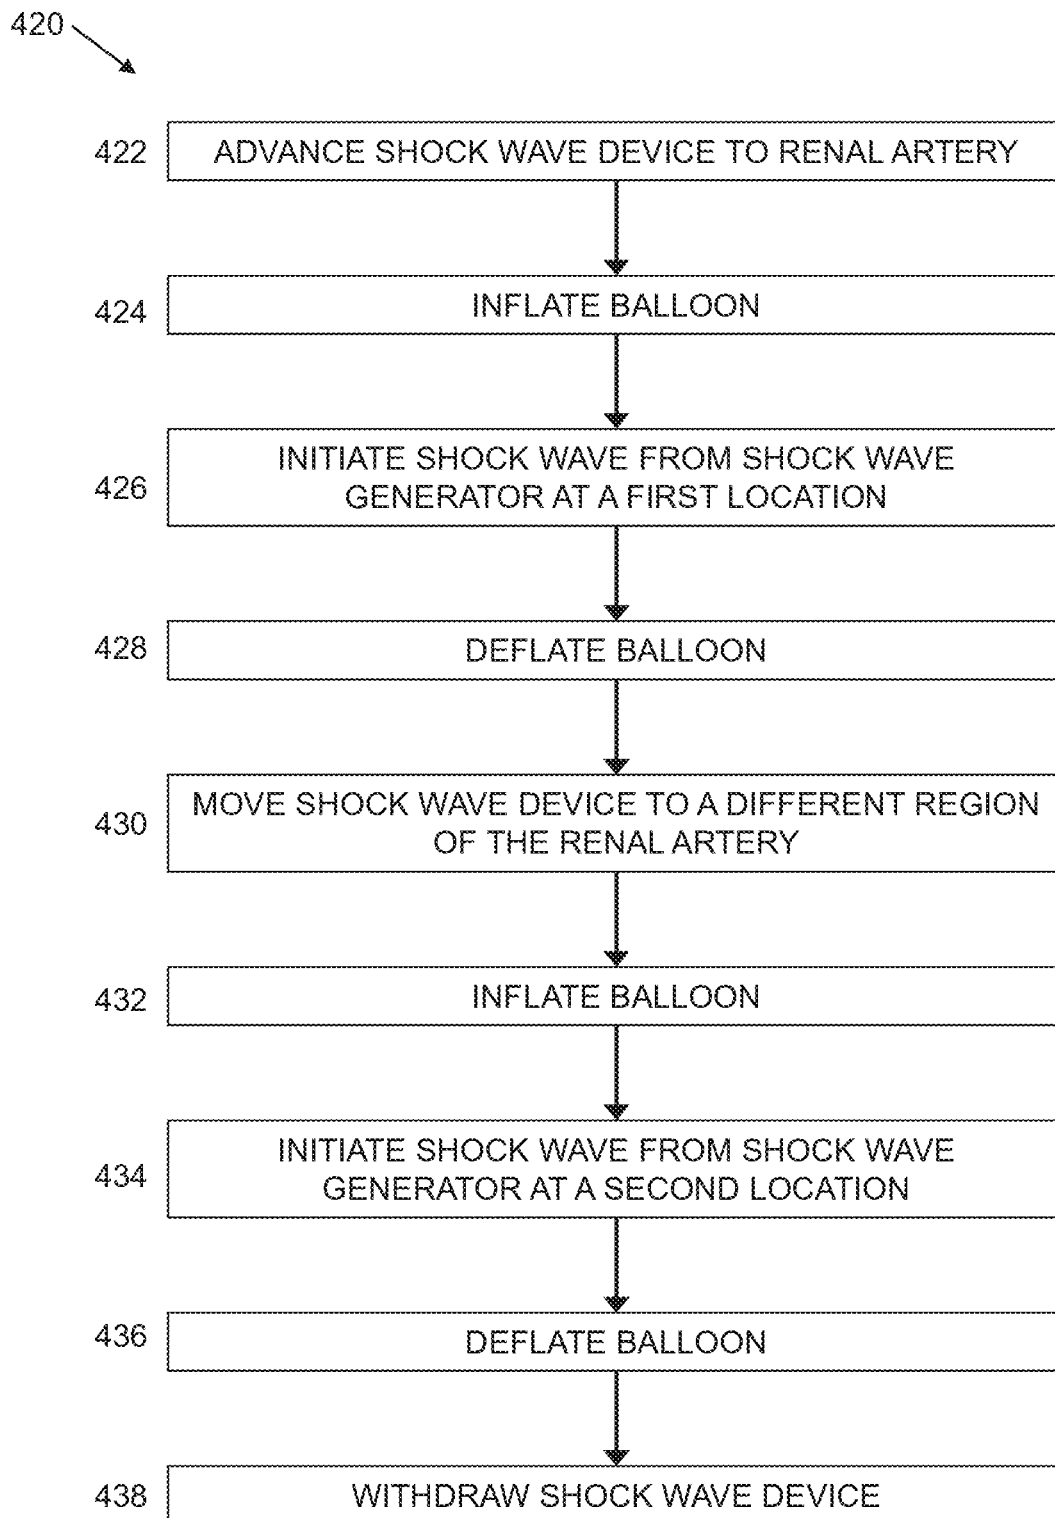 420
422 ADVANCE SHOCK WAVE DEVICE TO RENAL ARTERY
424 INFLATE BALLOON
426 INITIATE SHOCK WAVE FROM SHOCK WAVE
GENERATOR AT A FIRST LOCATION
428 DEFLATE BALLOON
430 MOVE SHOCK WAVE DEVICE TO A DIFFERENT REGION
OF THE RENAL ARTERY
432 INFLATE BALLOON
434 INITIATE SHOCK WAVE FROM SHOCK WAVE
GENERATOR AT A SECOND LOCATION
436 DEFLATE BALLOON
438 WITHDRAW SHOCK WAVE DEVICE